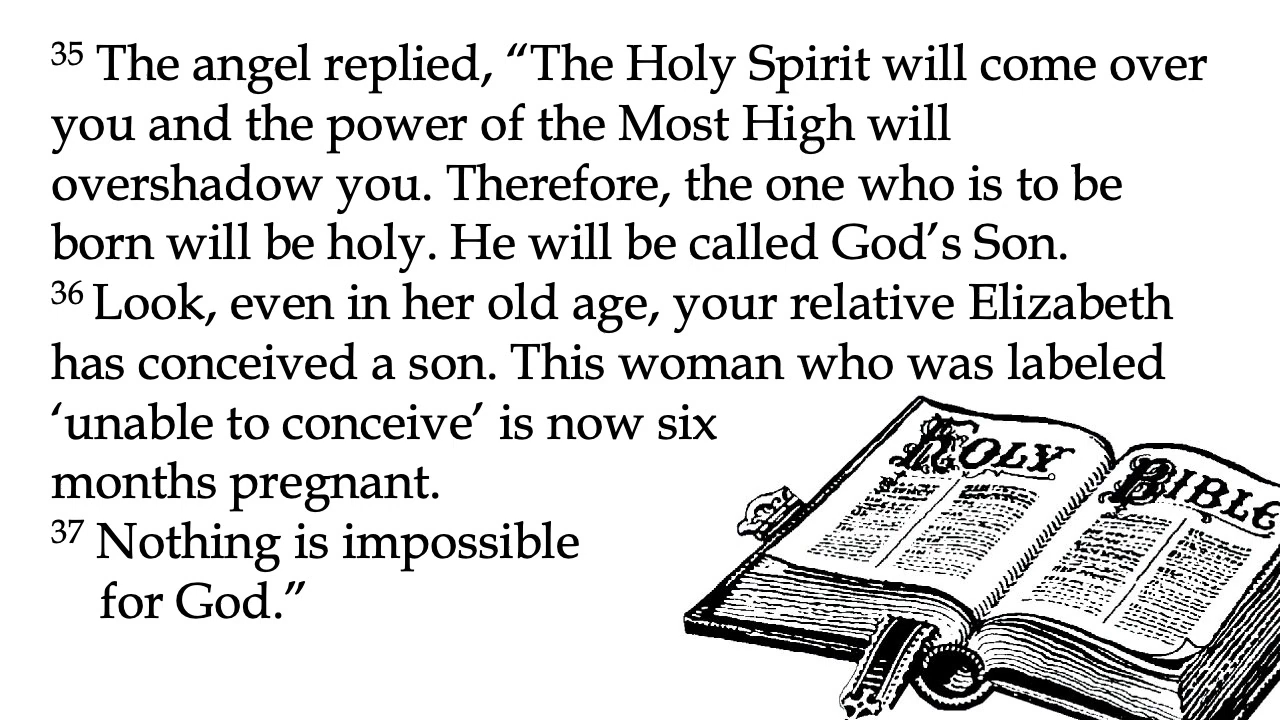 35 The angel replied, “The Holy Spirit will come over
you and the power of the Most High will
overshadow you. Therefore, the one who is to be
born will be holy. He will be called God’s Son.
36 Look, even in her old age, your relative Elizabeth
has conceived a son. This woman who was labeled
‘unable to conceive’ is now six
months pregnant.
37 Nothing is impossible
for God.”
HOLY BIBLE